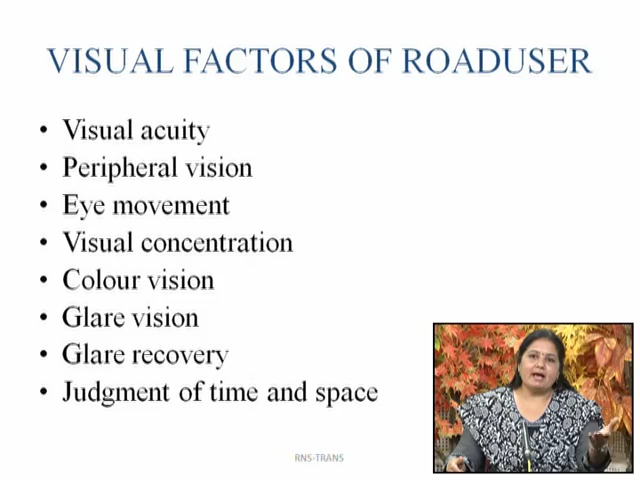 VISUAL FACTORS OF ROADUSER
• Visual acuity
• Peripheral vision
• Eye movement
• Visual concentration
• Colour vision
• Glare vision
• Glare recovery
• Judgment of time and space
RNS-TRANS